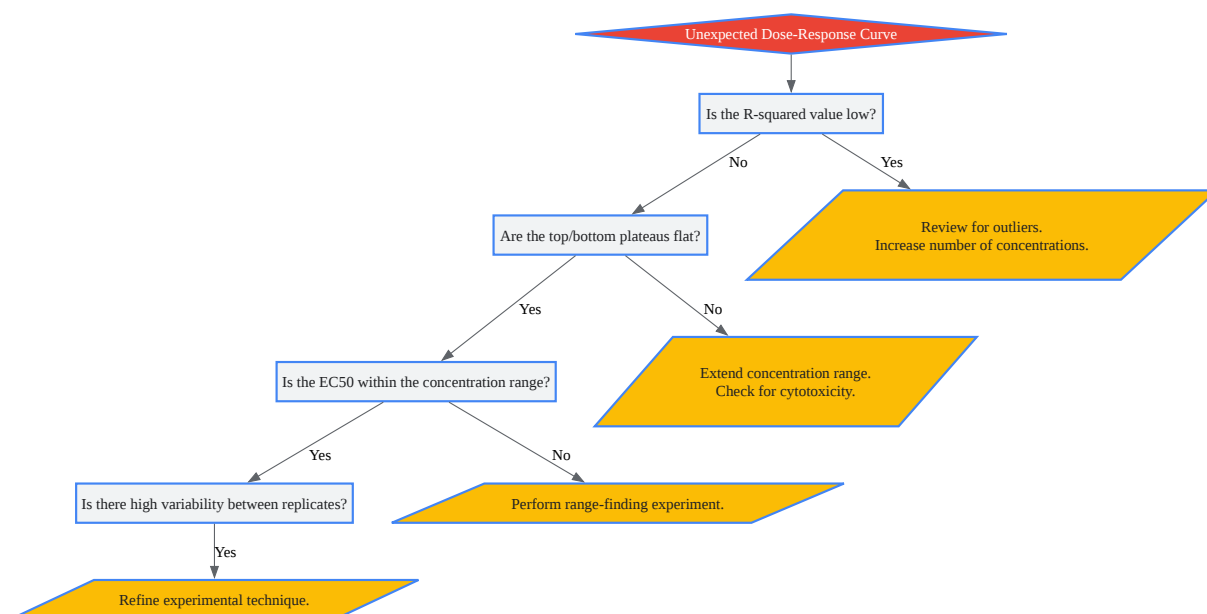 Unexpected Dose-Response Curve
Is the R-squared value low?
No
Yes
Review for outliers.
Increase number of concentrations.
Are the top/bottom plateaus flat?
Yes
No
Extend concentration range.
Check for cytotoxicity.
Is the EC50 within the concentration range?
Yes
No
Is there high variability between replicates?
Perform range-finding experiment.
Yes
Refine experimental technique.